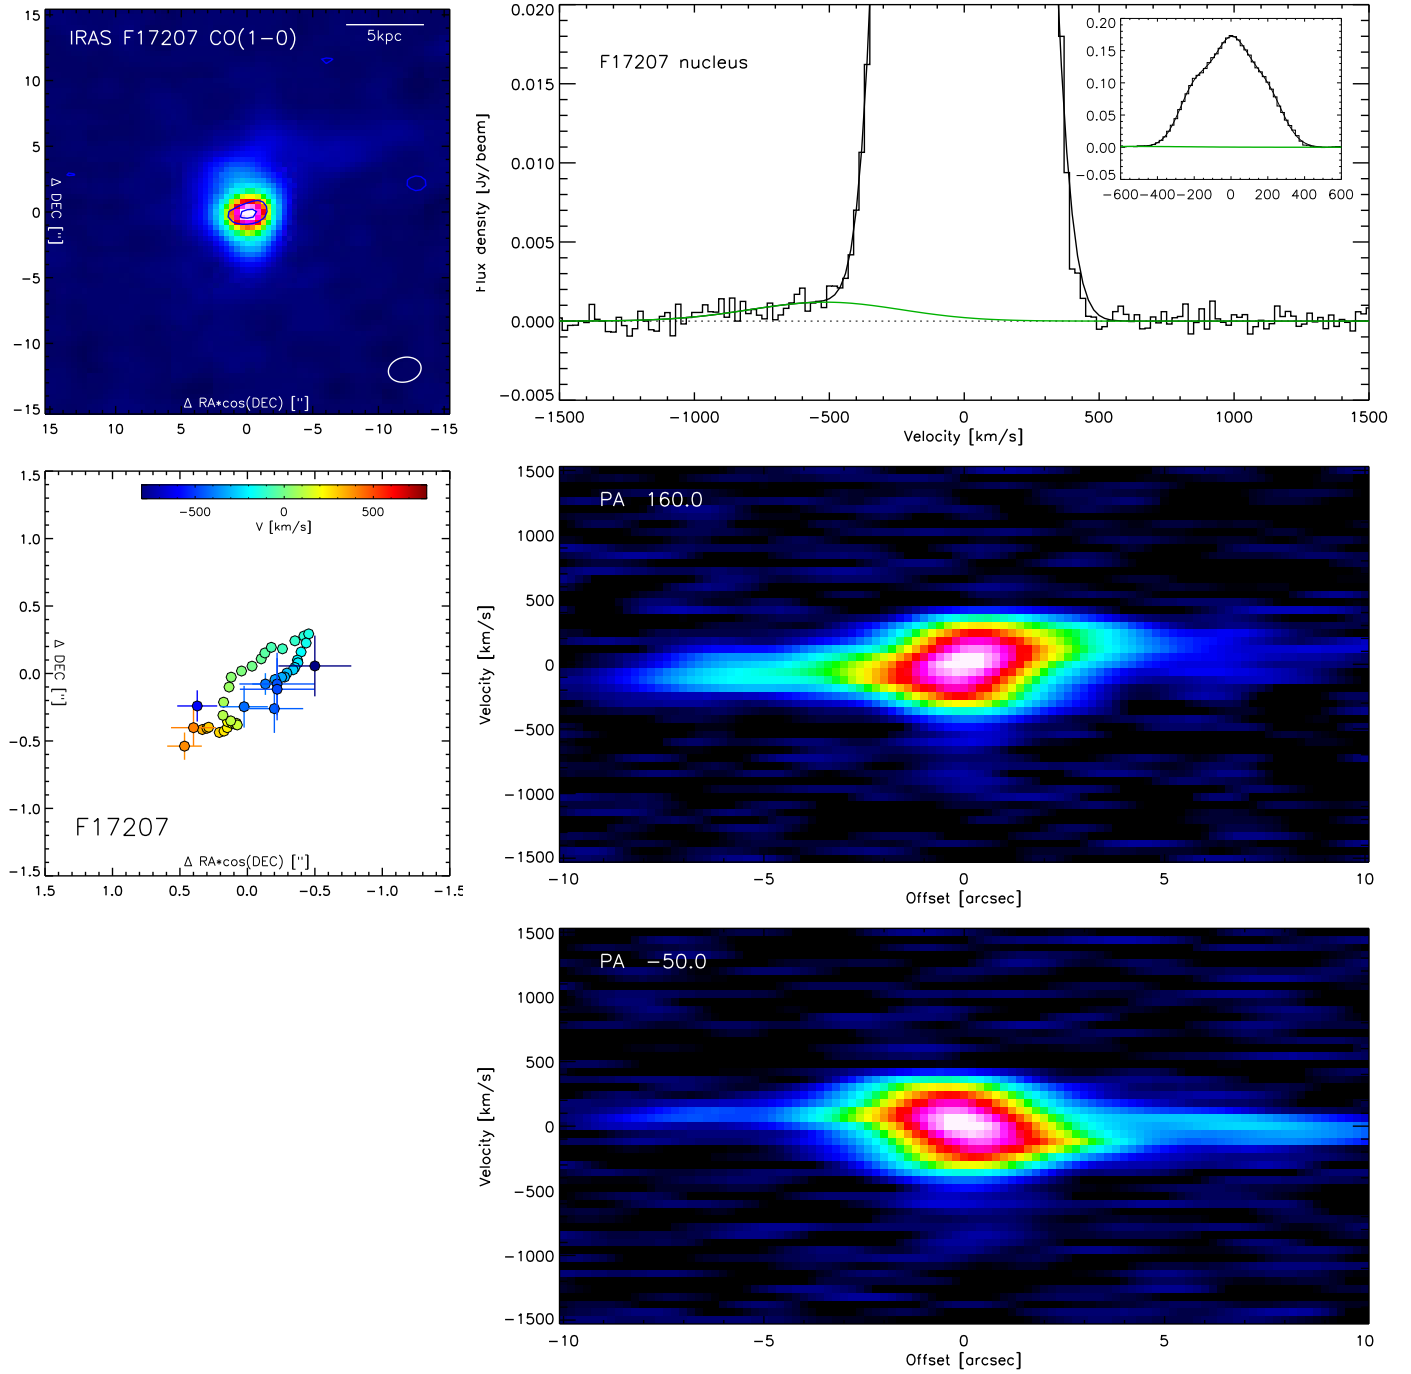 IRAS F17207 CO(1−0)
5kpc
15
10
5
0
−5
−10
−15
Δ DEC ["]
Δ RA*cos(DEC) ["]
15 10 5 0 −5 −10 −15
F17207 nucleus
0.020
0.015
0.010
0.005
0.000
−0.005
Flux density [Jy/beam]
−1500 −1000 −500 0 500 1000 1500
Velocity [km/s]
0.20
0.15
0.10
0.05
0.00
−0.05
−600 −400 −200 0 200 400 600
1.5
1.0
0.5
0.0
−0.5
−1.0
−1.5
−500 0 500
V [km/s]
Δ DEC ["]
F17207
Δ RA*cos(DEC) ["]
1.5 1.0 0.5 0.0 −0.5 −1.0 −1.5
PA 160.0
1500
1000
500
0
−500
−1000
−1500
Velocity [km/s]
−10 −5 0 5 10
Offset [arcsec]
PA −50.0
1500
1000
500
0
−500
−1000
−1500
Velocity [km/s]
−10 −5 0 5 10
Offset [arcsec]